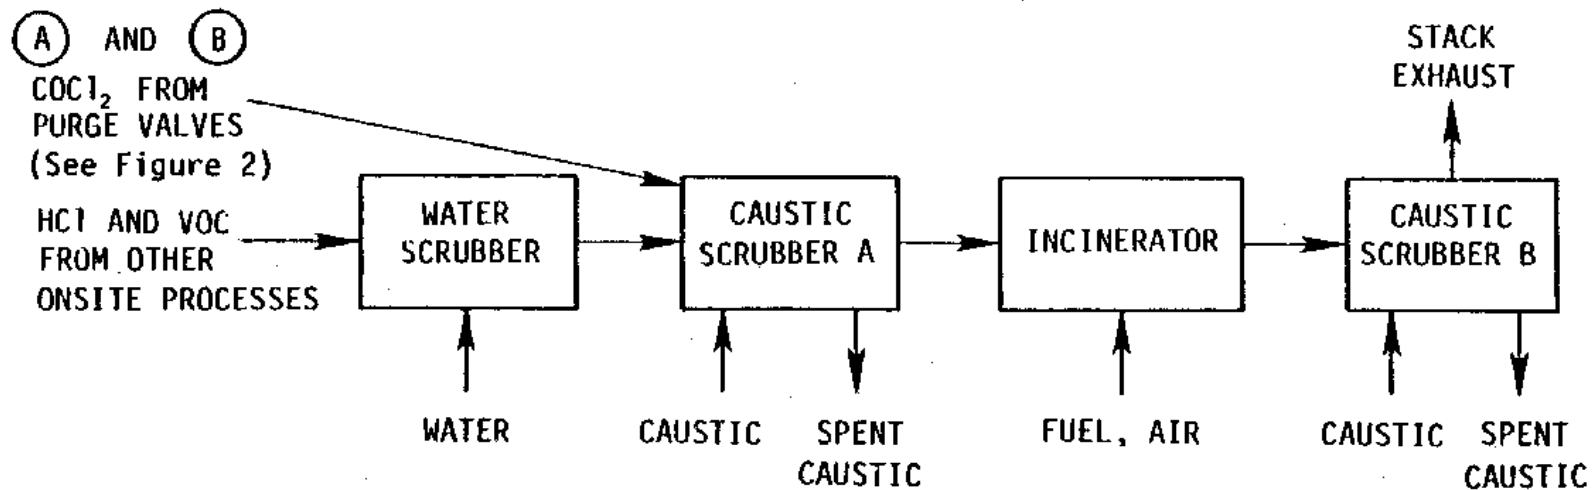 A AND B
COCl₂ FROM
PURGE VALVES
(See Figure 2)
HCl AND VOC
FROM OTHER
ONSITE PROCESSES
WATER
SCRUBBER
WATER
CAUSTIC
SCRUBBER A
CAUSTIC
SPENT
CAUSTIC
INCINERATOR
FUEL, AIR
STACK
EXHAUST
CAUSTIC
SCRUBBER B
CAUSTIC
SPENT
CAUSTIC